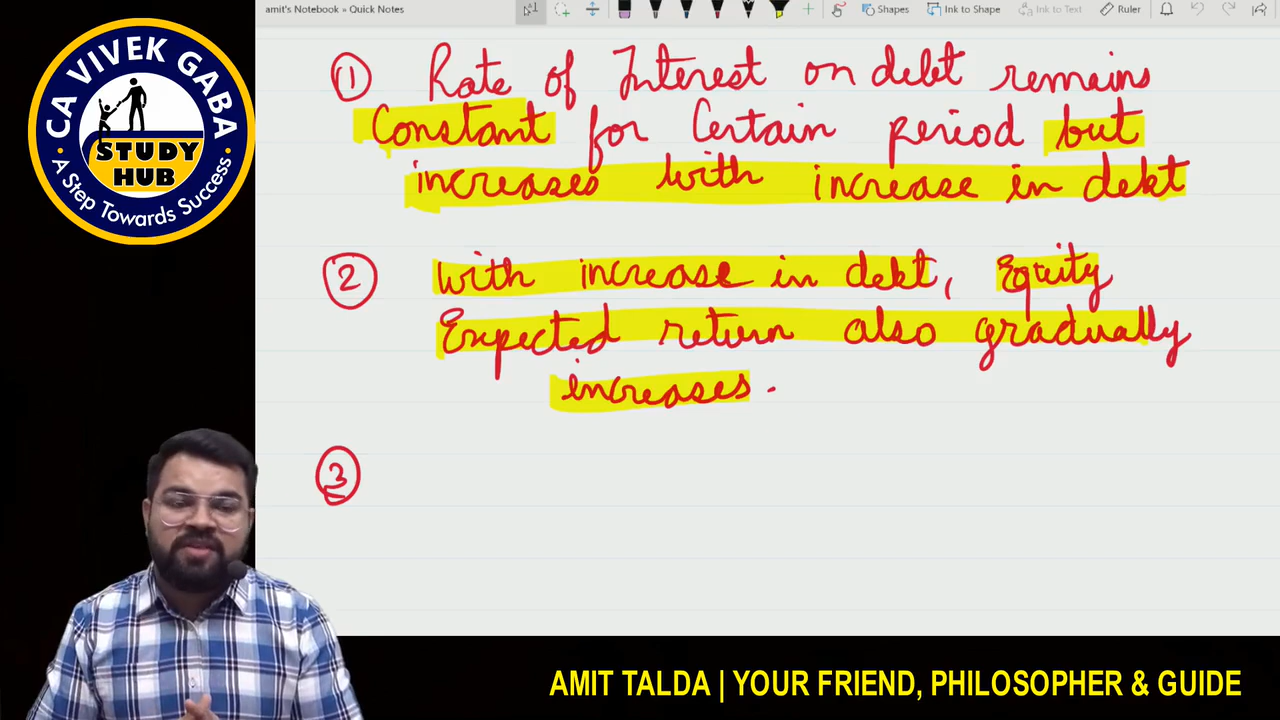 amit's Notebook » Quick Notes
Shapes
Ink to Shape
Ink to Text
Ruler
CA VIVEK GABA
STUDY
HUB
A Step Towards Success
① Rate of Interest on debt remains
Constant for Certain period but
increases with increase in debt
② With increase in debt, Equity
Expected return also gradually
increases.
③
AMIT TALDA | YOUR FRIEND, PHILOSOPHER & GUIDE